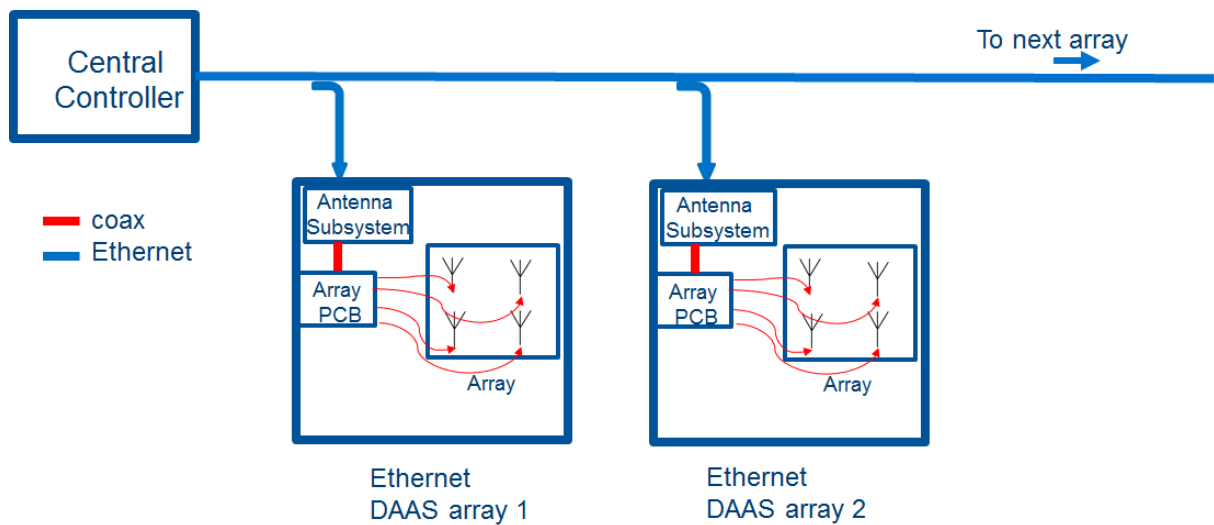 Central
Controller
To next array
coax
Ethernet
Antenna
Subsystem
Array
PCB
Array
Ethernet
DAAS array 1
Antenna
Subsystem
Array
PCB
Array
Ethernet
DAAS array 2